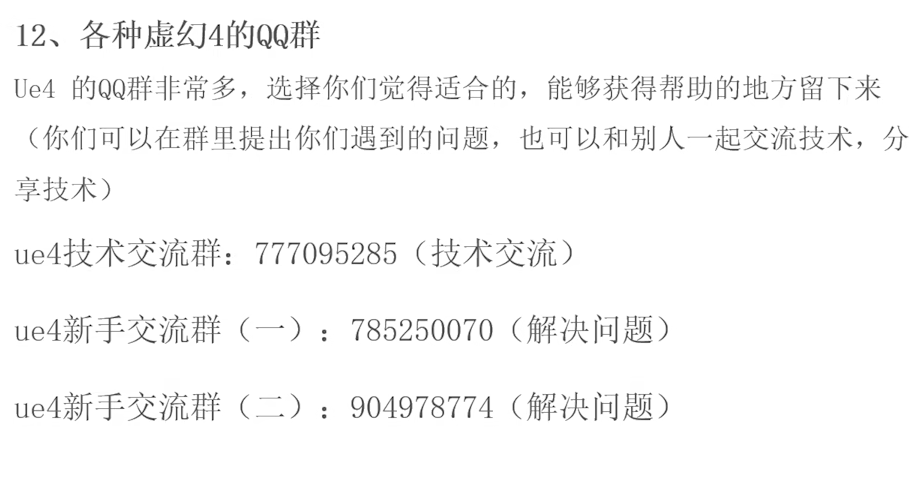 12、各种虚幻4的QQ群
Ue4 的QQ群非常多，选择你们觉得适合的，能够获得帮助的地方留下来
（你们可以在群里提出你们遇到的问题，也可以和别人一起交流技术，分
享技术）
ue4技术交流群：777095285（技术交流）
ue4新手交流群（一）：785250070（解决问题）
ue4新手交流群（二）：904978774（解决问题）